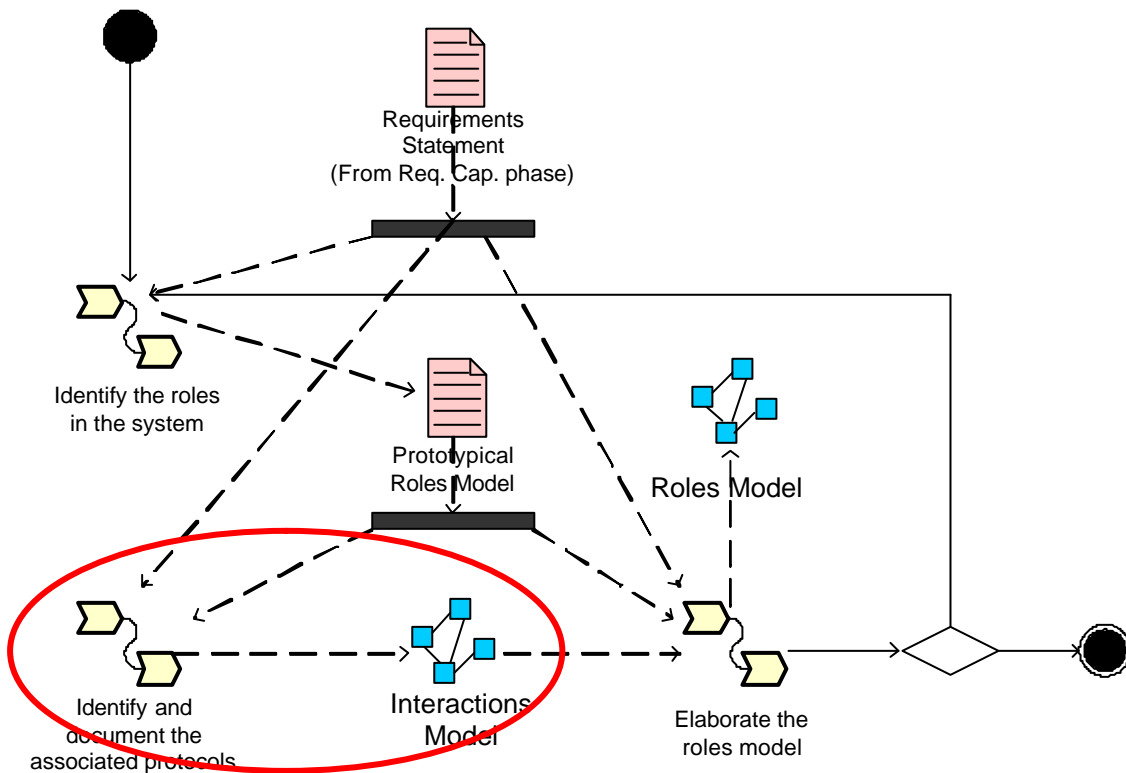 Requirements
Statement
(From Req. Cap. phase)
Identify the roles
in the system
Prototypical
Roles Model
Roles Model
Identify and
document the
associated protocols
Interactions
Model
Elaborate the
roles model